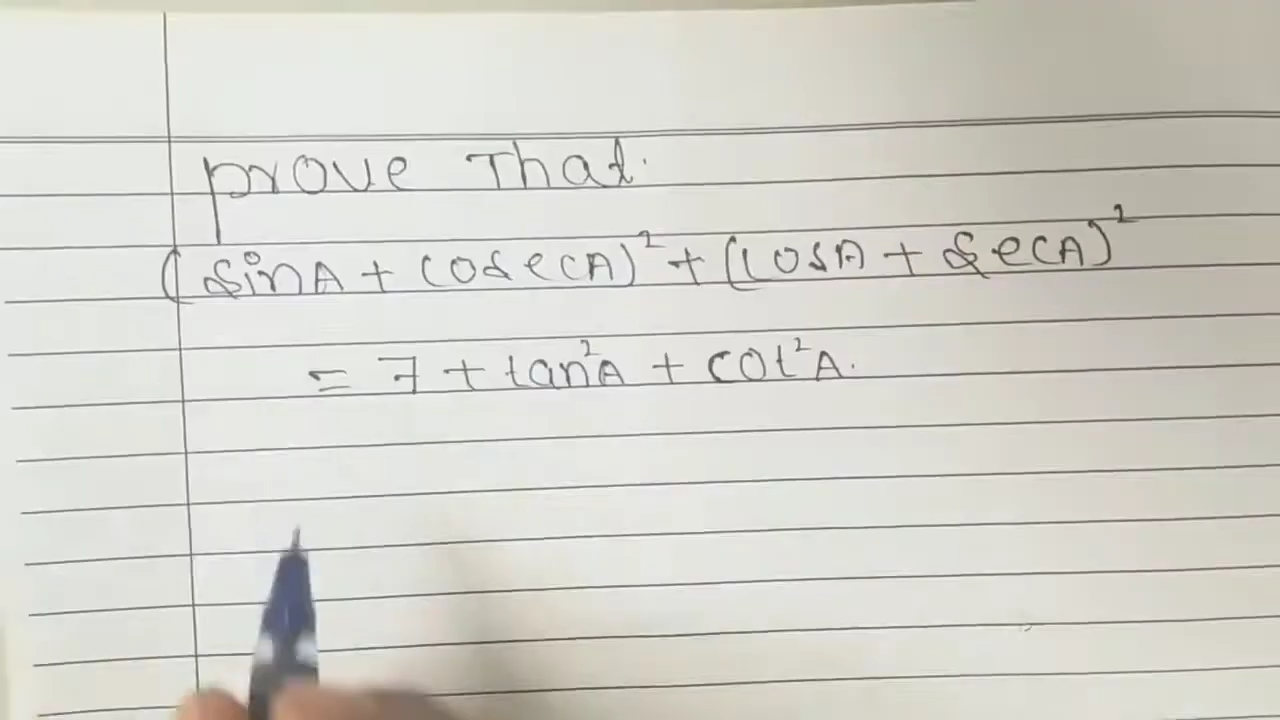 prove That.
(sinA + cosecA)² + (cosA + secA)²
= 7 + tan²A + cot²A.